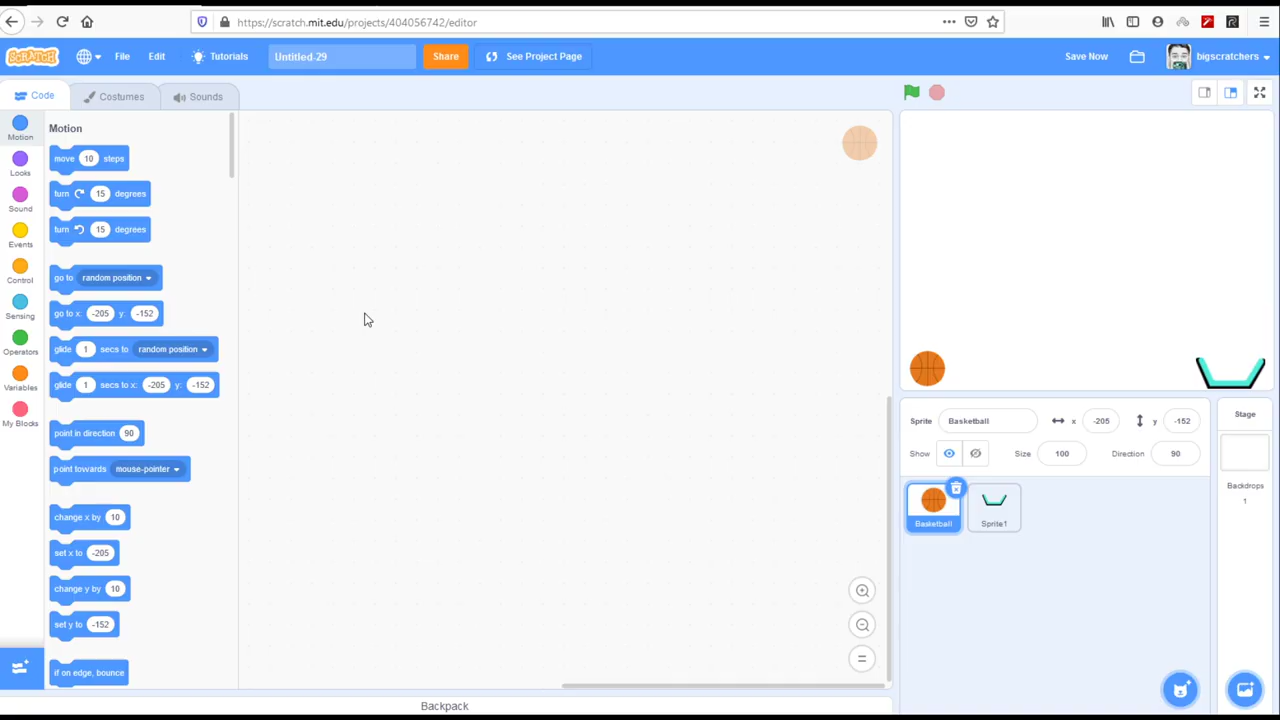 https://scratch.mit.edu/projects/404056742/editor
SCRATCH
File
Edit
Tutorials
Untitled-29
Share
See Project Page
Save Now
bigscratchers
Code
Costumes
Sounds
Motion
Looks
Sound
Events
Control
Sensing
Operators
Variables
My Blocks
Motion
move 10 steps
turn 15 degrees
turn 15 degrees
go to random position
go to x: -205 y: -152
glide 1 secs to random position
glide 1 secs to x: -205 y: -152
point in direction 90
point towards mouse-pointer
change x by 10
set x to -205
change y by 10
set y to -152
if on edge, bounce
Backpack
Sprite Basketball x -205 y -152
Show Size 100 Direction 90
Basketball
Sprite1
Stage
Backdrops
1